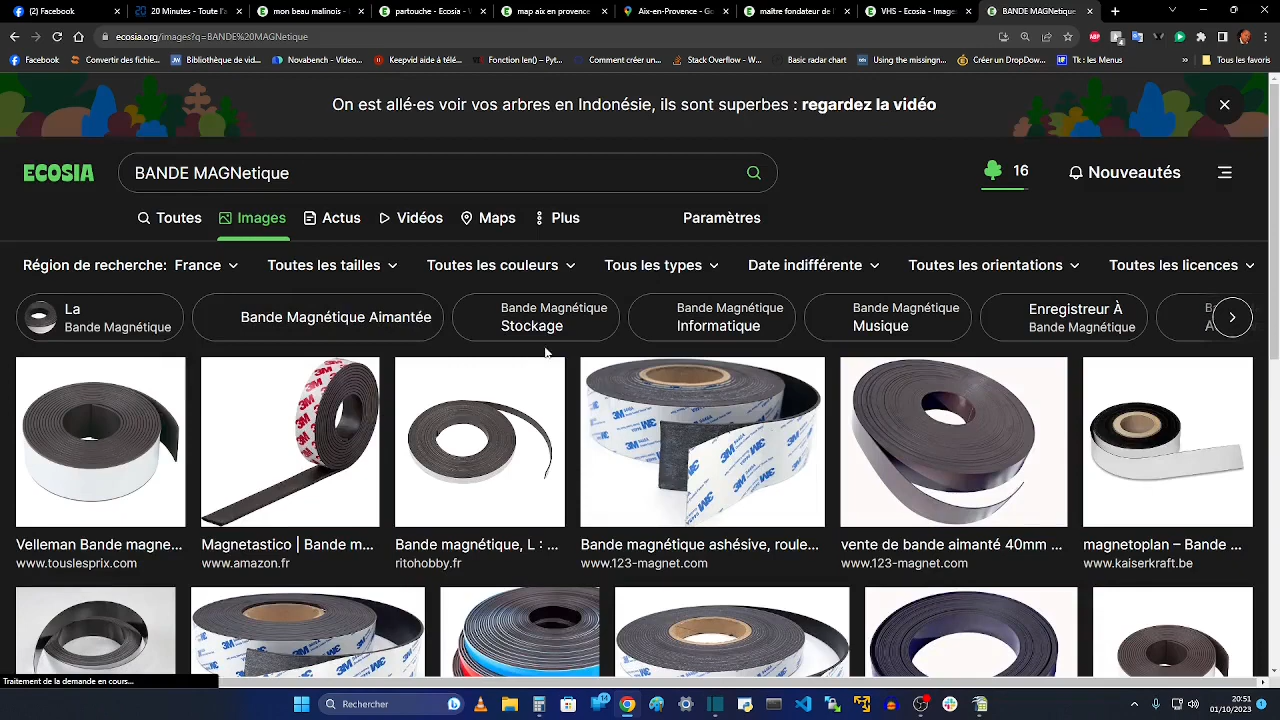 (2) Facebook
20 Minutes - Toute l'a
mon beau malinois -
partouche - Ecosia - V
map aix en provence
Aix-en-Provence - G
maître fondateur de l
VHS - Ecosia - Image
BANDE MAGNetique
ecosia.org/images?q=BANDE%20MAGNetique
Facebook
Convertir des fichie...
Bibliothèque de vid...
Novabench - Video...
Keepvid aide à télé...
Fonction len() – Pyt...
Comment créer un...
Stack Overflow - W...
Basic radar chart
Using the missingn...
Créer un DropDow...
Tk : les Menus
»
Tous les favoris
On est allé·es voir vos arbres en Indonésie, ils sont superbes : regardez la vidéo
ECOSIA
BANDE MAGNetique
16
Nouveautés
Toutes
Images
Actus
Vidéos
Maps
Plus
Paramètres
Région de recherche: France
Toutes les tailles
Toutes les couleurs
Tous les types
Date indifférente
Toutes les orientations
Toutes les licences
La
Bande Magnétique
Bande Magnétique Aimantée
Bande Magnétique
Stockage
Bande Magnétique
Informatique
Bande Magnétique
Musique
Enregistreur À
Bande Magnétique
Velleman Bande magne...
www.touslesprix.com
Magnetastico | Bande m...
www.amazon.fr
Bande magnétique, L : ...
ritohobby.fr
Bande magnétique ashésive, roule...
www.123-magnet.com
vente de bande aimanté 40mm ...
www.123-magnet.com
magnetoplan – Bande ...
www.kaiserkraft.be
Traitement de la demande en cours...
Rechercher
14
20:51
01/10/2023